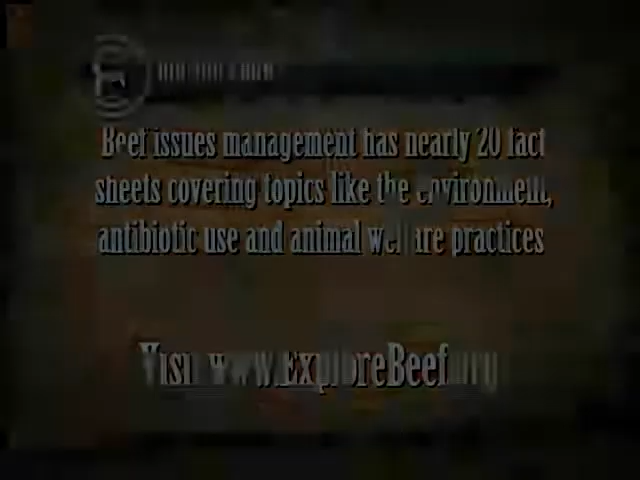 Beef issues management has nearly 20 fact
sheets covering topics like the environment,
antibiotic use and animal welfare practices
Visit www.ExploreBeef.org